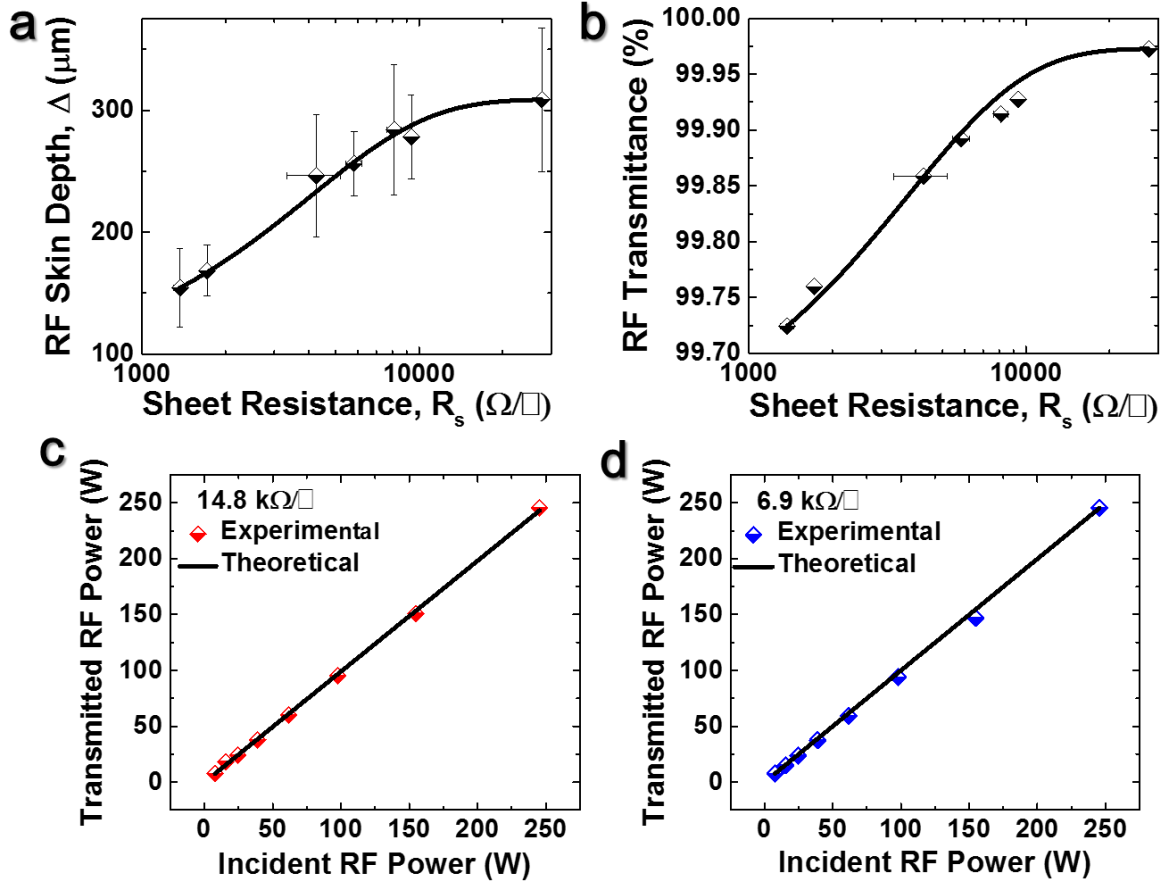 a
RF Skin Depth, Δ (μm)
300
200
100
1000
10000
Sheet Resistance, Rs (Ω/□)
b
RF Transmittance (%)
100.00
99.95
99.90
99.85
99.80
99.75
99.70
1000
10000
Sheet Resistance, Rs (Ω/□)
c
Transmitted RF Power (W)
250
200
150
100
50
0
14.8 kΩ/□
Experimental
Theoretical
0 50 100 150 200 250
Incident RF Power (W)
d
Transmitted RF Power (W)
250
200
150
100
50
0
6.9 kΩ/□
Experimental
Theoretical
0 50 100 150 200 250
Incident RF Power (W)